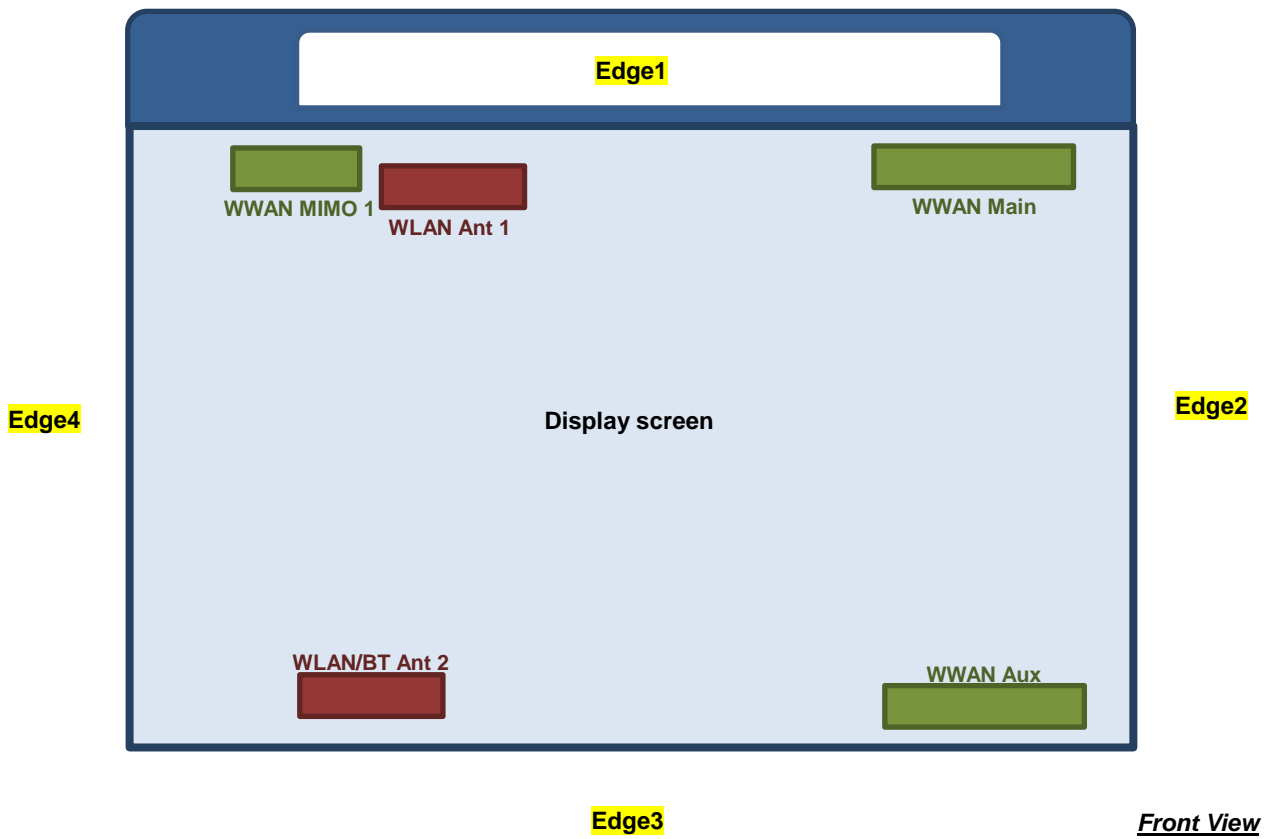 Edge1
WWAN MIMO 1
WLAN Ant 1
WWAN Main
Edge4
Display screen
Edge2
WLAN/BT Ant 2
WWAN Aux
Edge3
Front View